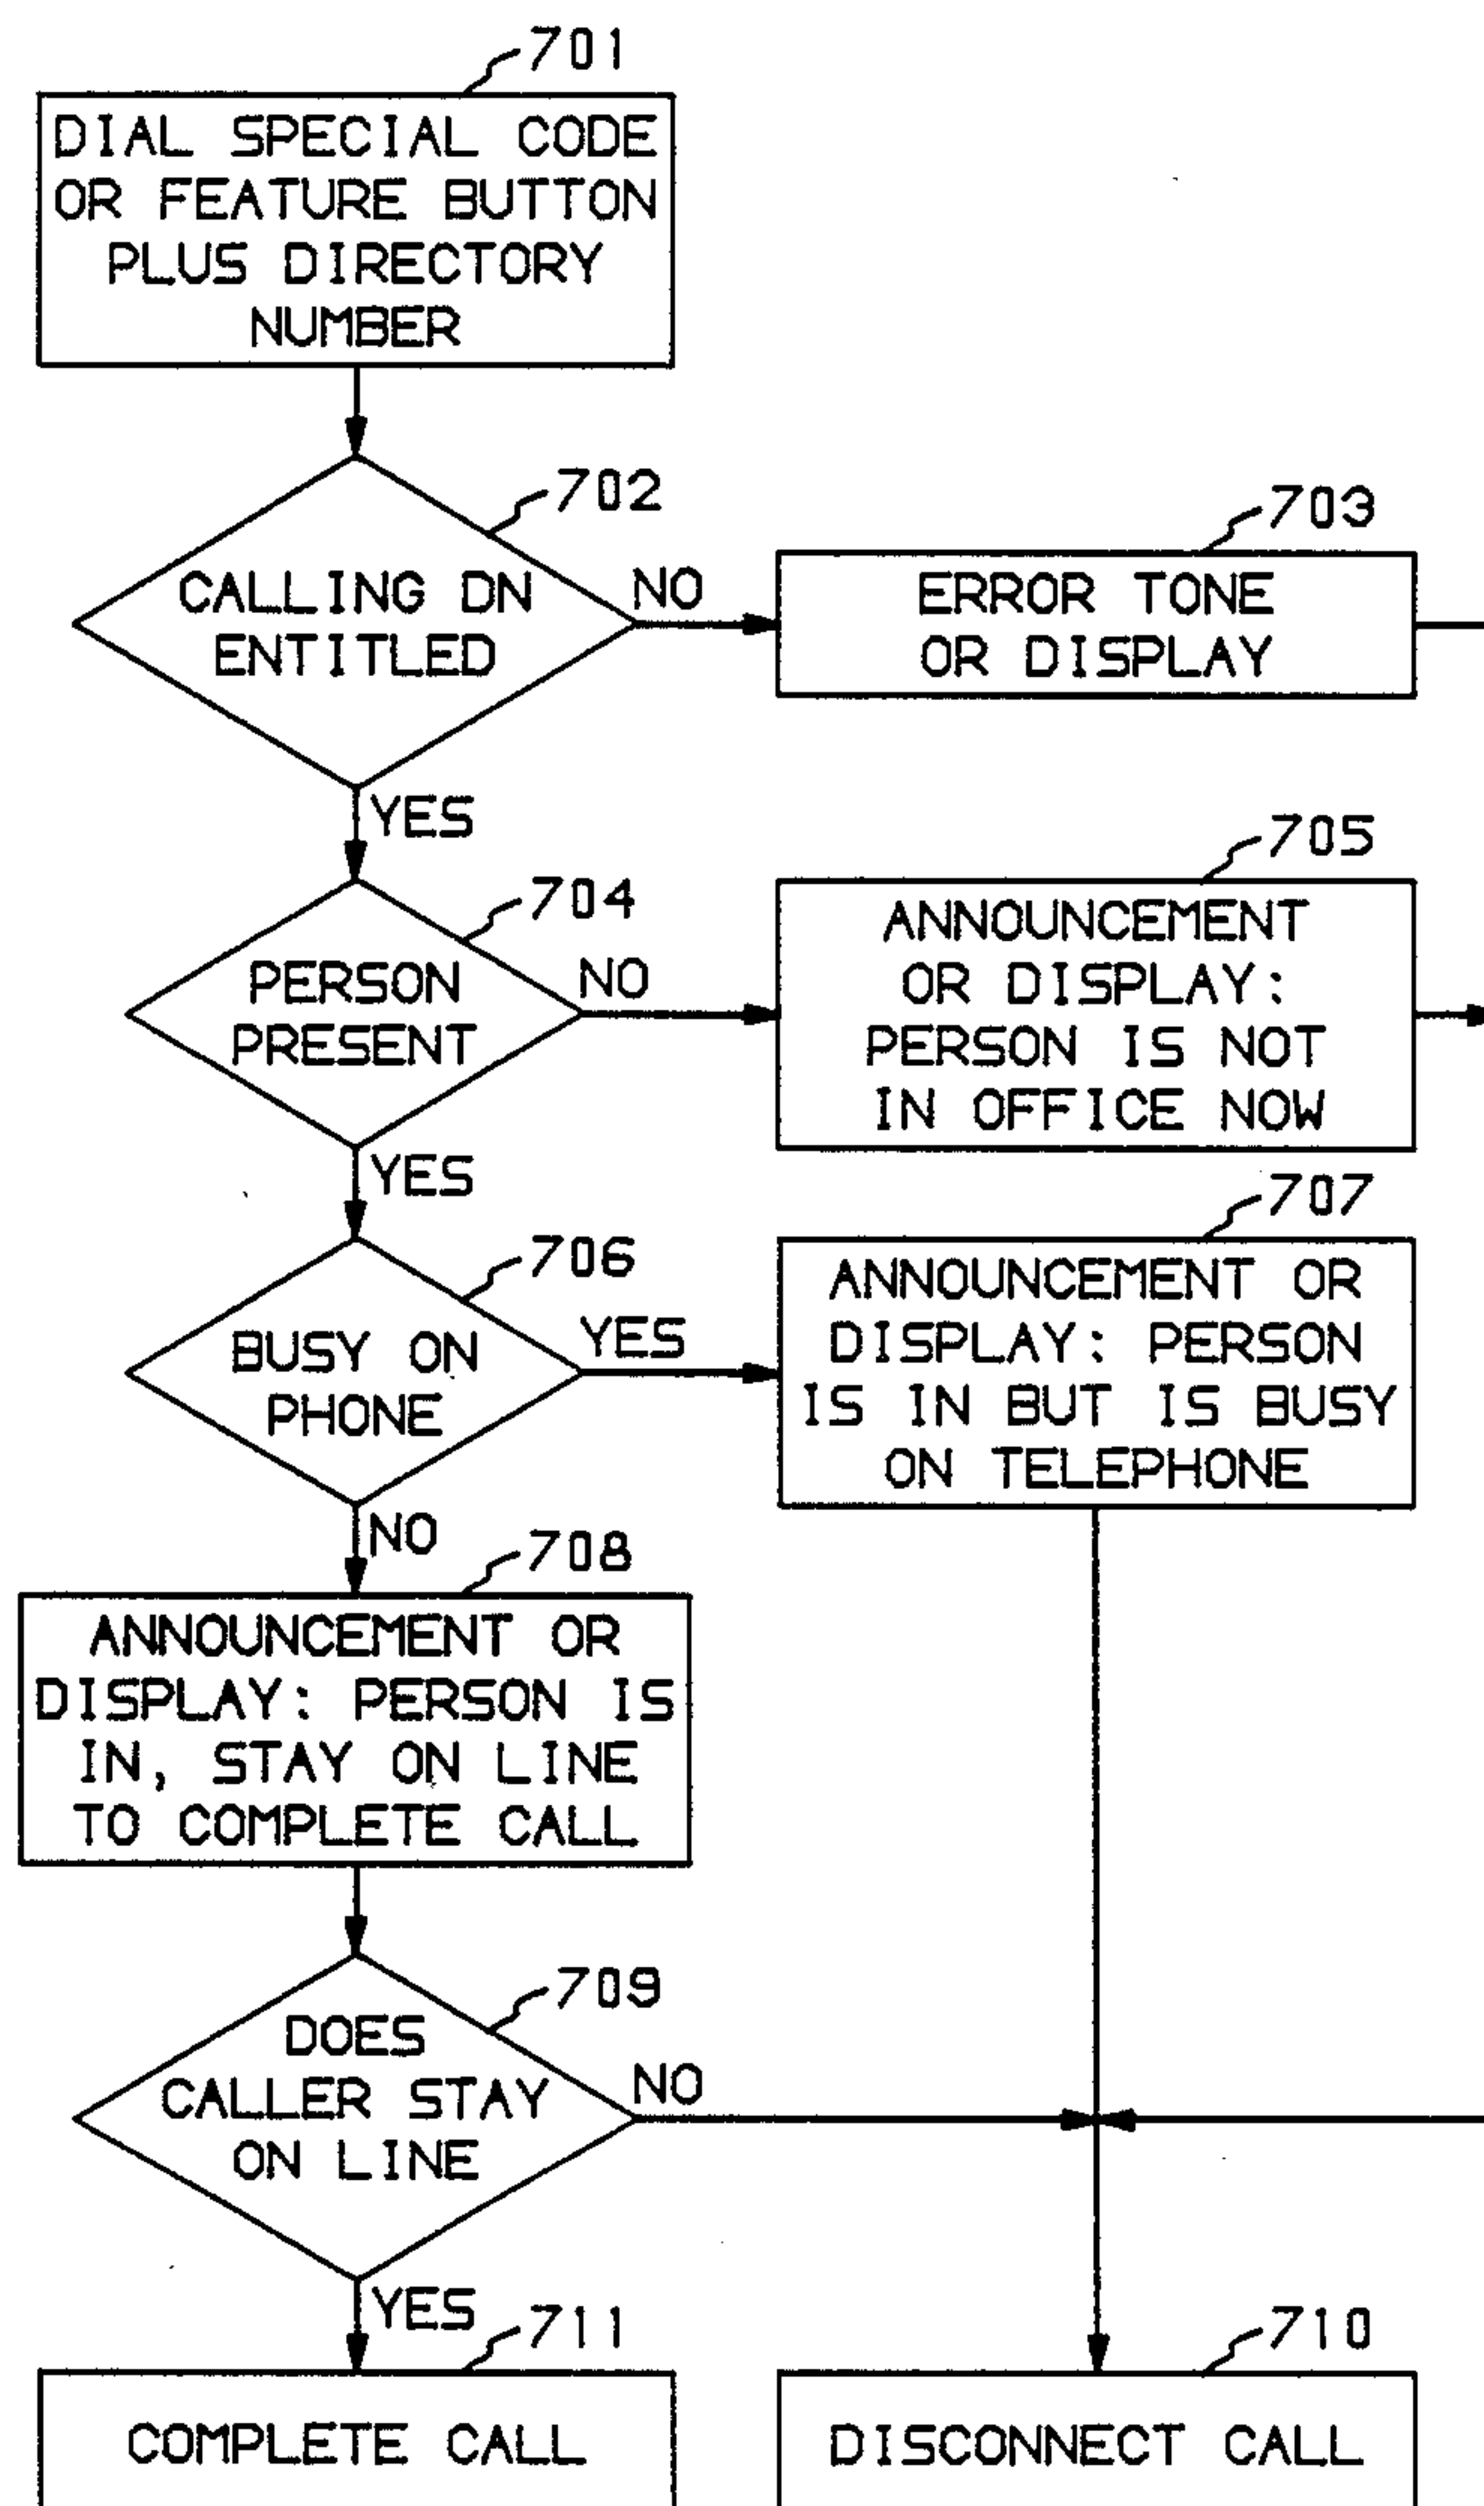 701
DIAL SPECIAL CODE
OR FEATURE BUTTON
PLUS DIRECTORY
NUMBER
702
CALLING DN
ENTITLED
NO
703
ERROR TONE
OR DISPLAY
YES
704
PERSON
PRESENT
NO
705
ANNOUNCEMENT
OR DISPLAY:
PERSON IS NOT
IN OFFICE NOW
YES
706
BUSY ON
PHONE
YES
707
ANNOUNCEMENT OR
DISPLAY: PERSON
IS IN BUT IS BUSY
ON TELEPHONE
NO
708
ANNOUNCEMENT OR
DISPLAY: PERSON IS
IN, STAY ON LINE
TO COMPLETE CALL
709
DOES
CALLER STAY
ON LINE
NO
YES
711
COMPLETE CALL
710
DISCONNECT CALL